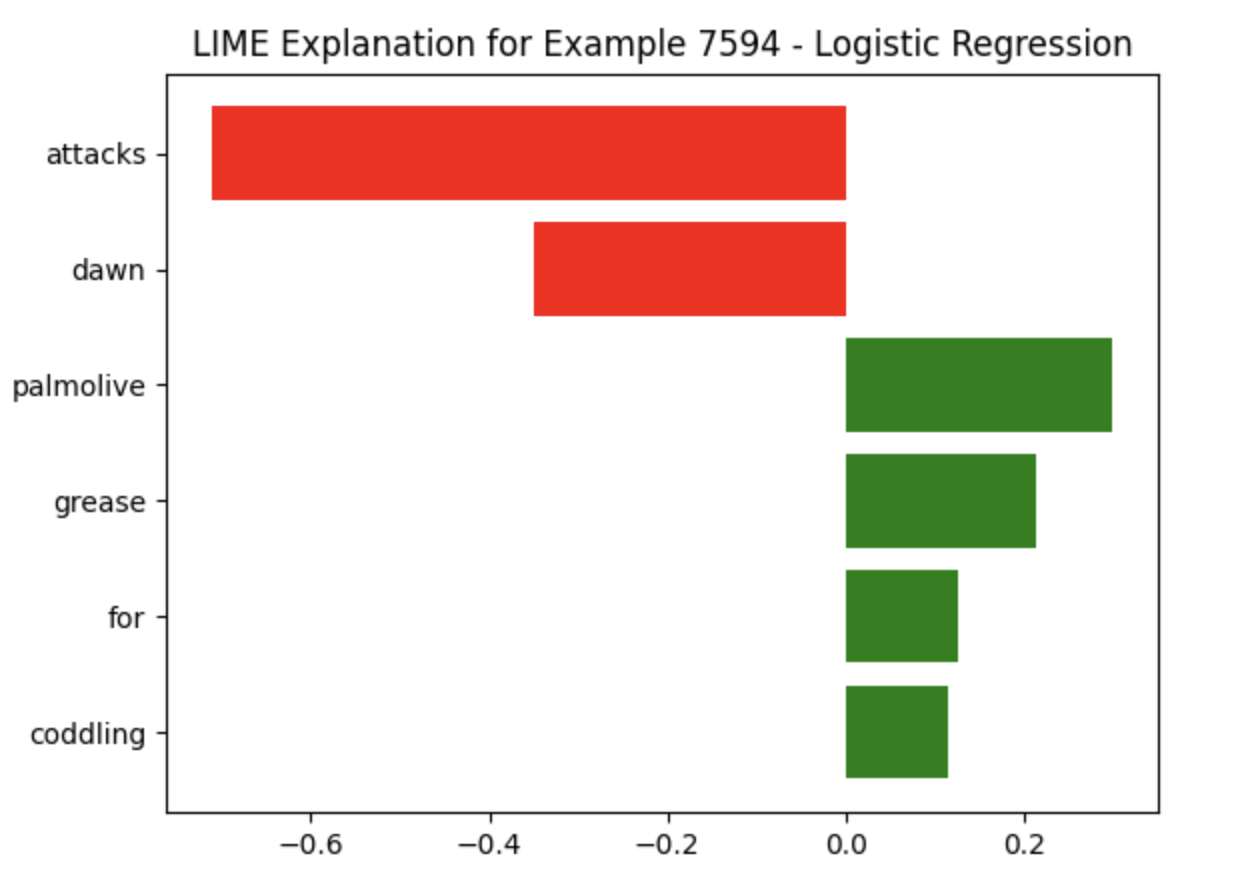 LIME Explanation for Example 7594 - Logistic Regression
attacks
dawn
palmolive
grease
for
coddling
−0.6 −0.4 −0.2 0.0 0.2